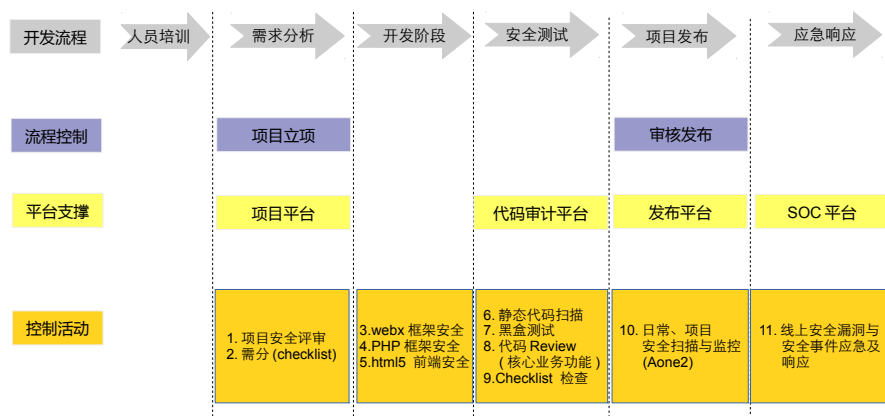 开发流程 人员培训 需求分析 开发阶段 安全测试 项目发布 应急响应
流程控制 项目立项 审核发布
平台支撑 项目平台 代码审计平台 发布平台 SOC 平台
控制活动
1. 项目安全评审
2. 需分 (checklist)
3.webx 框架安全
4.PHP 框架安全
5.html5 前端安全
6. 静态代码扫描
7. 黑盒测试
8. 代码 Review
( 核心业务功能 )
9.Checklist 检查
10. 日常、项目
安全扫描与监控
(Aone2)
11. 线上安全漏洞与
安全事件应急及
响应